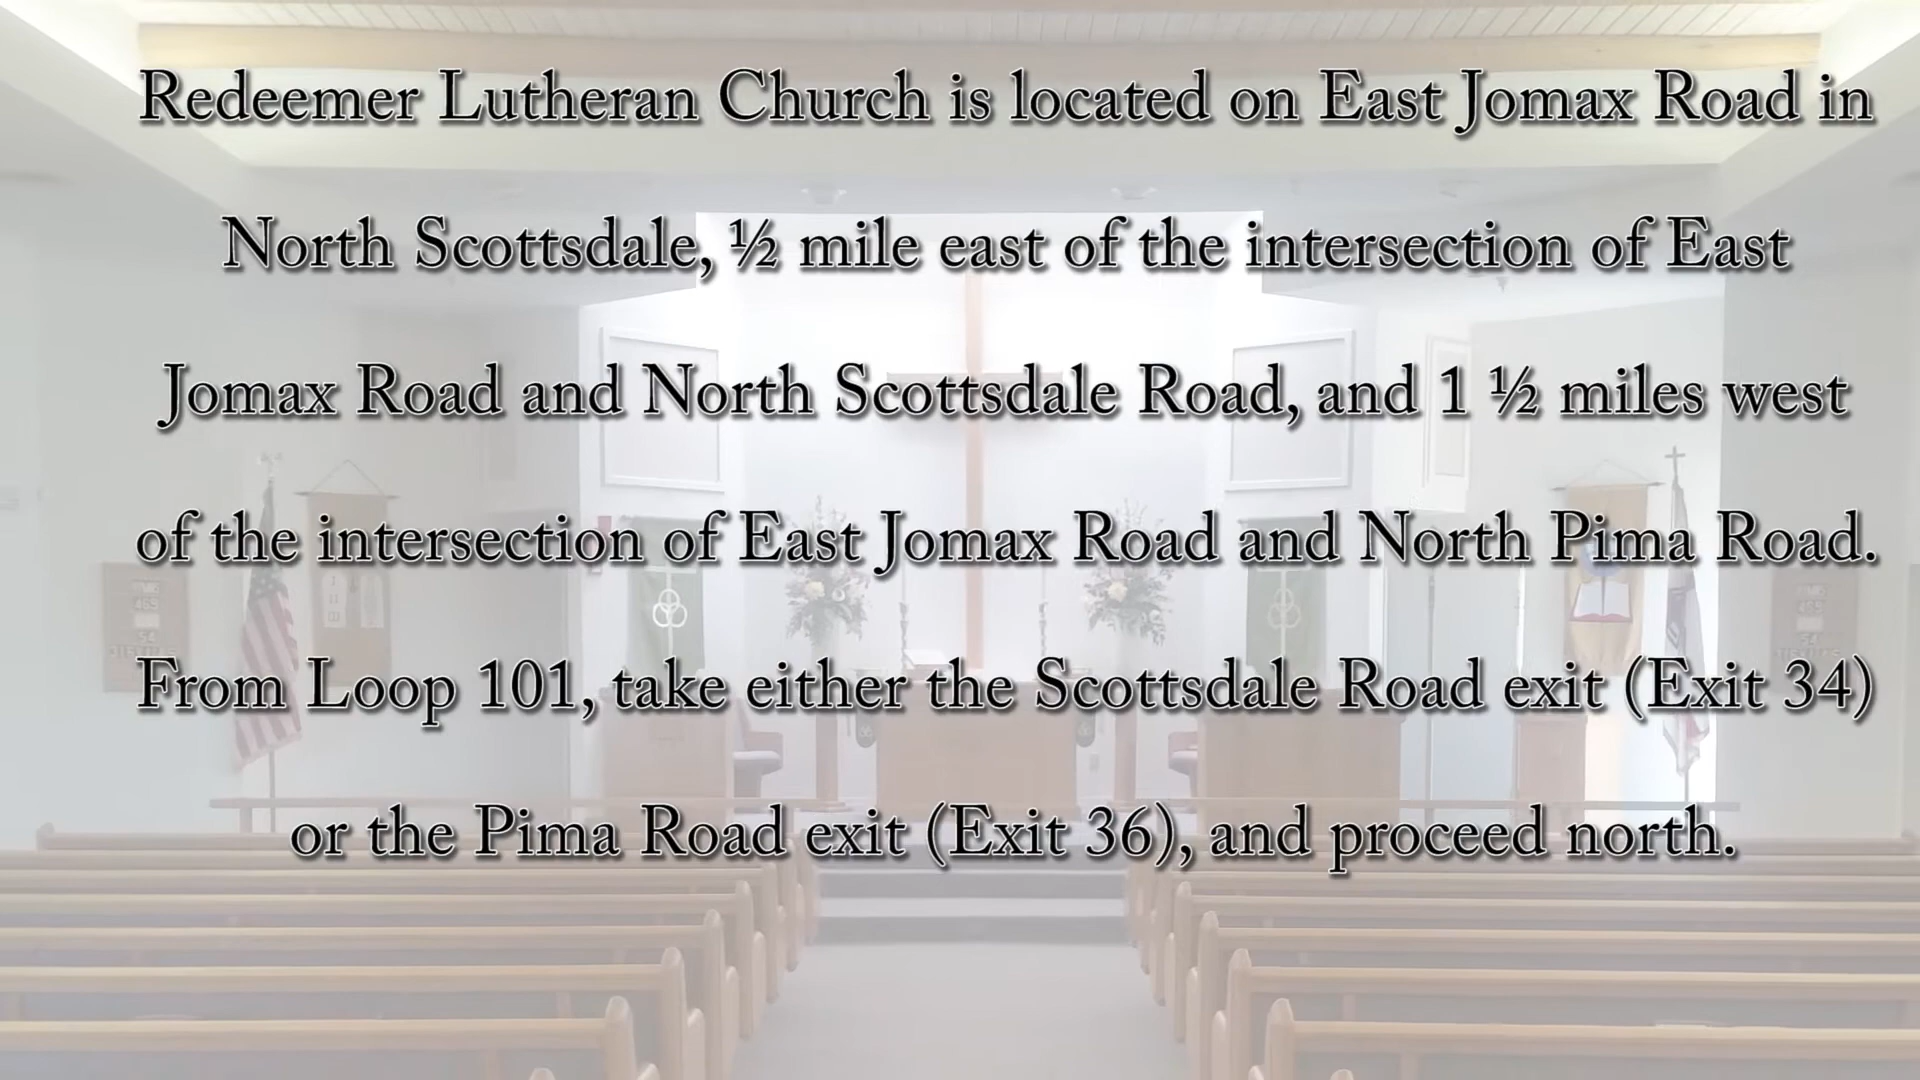 Redeemer Lutheran Church is located on East Jomax Road in
North Scottsdale, ½ mile east of the intersection of East
Jomax Road and North Scottsdale Road, and 1 ½ miles west
of the intersection of East Jomax Road and North Pima Road.
From Loop 101, take either the Scottsdale Road exit (Exit 34)
or the Pima Road exit (Exit 36), and proceed north.